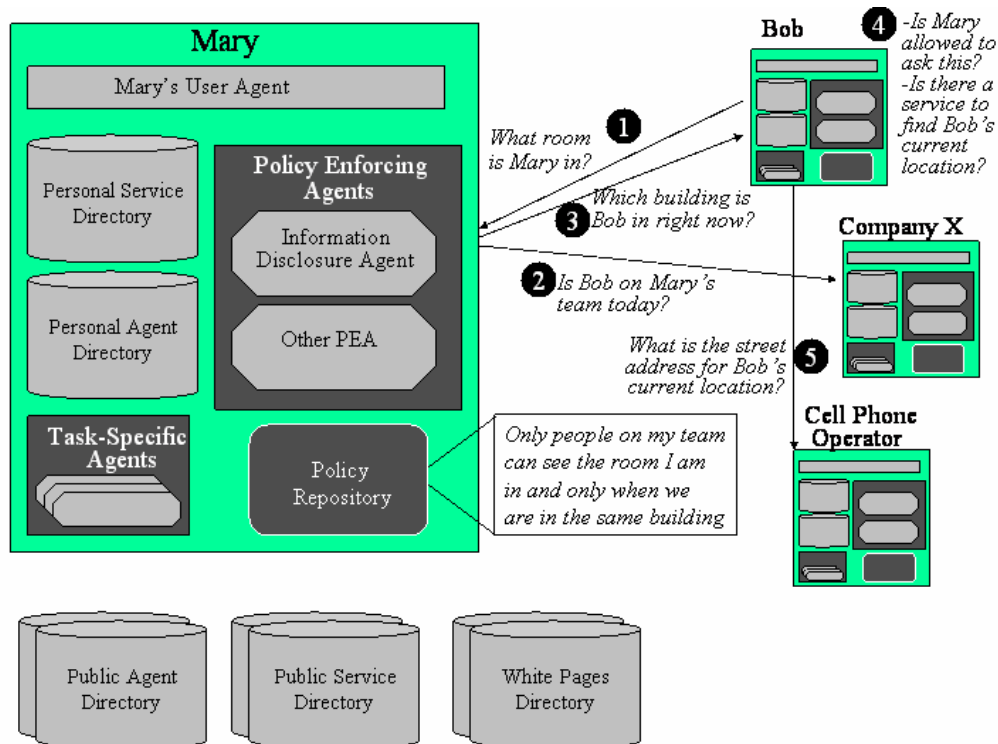 Mary
Mary's User Agent
Personal Service
Directory
Personal Agent
Directory
Policy Enforcing
Agents
Information
Disclosure Agent
Other PEA
Task-Specific
Agents
Policy
Repository
Only people on my team
can see the room I am
in and only when we
are in the same building
1
What room
is Mary in?
3
Which building is
Bob in right now?
2
Is Bob on Mary's
team today?
Bob
4
-Is Mary
allowed to
ask this?
-Is there a
service to
find Bob's
current
location?
Company X
What is the street
address for Bob's
current location?
5
Cell Phone
Operator
Public Agent
Directory
Public Service
Directory
White Pages
Directory